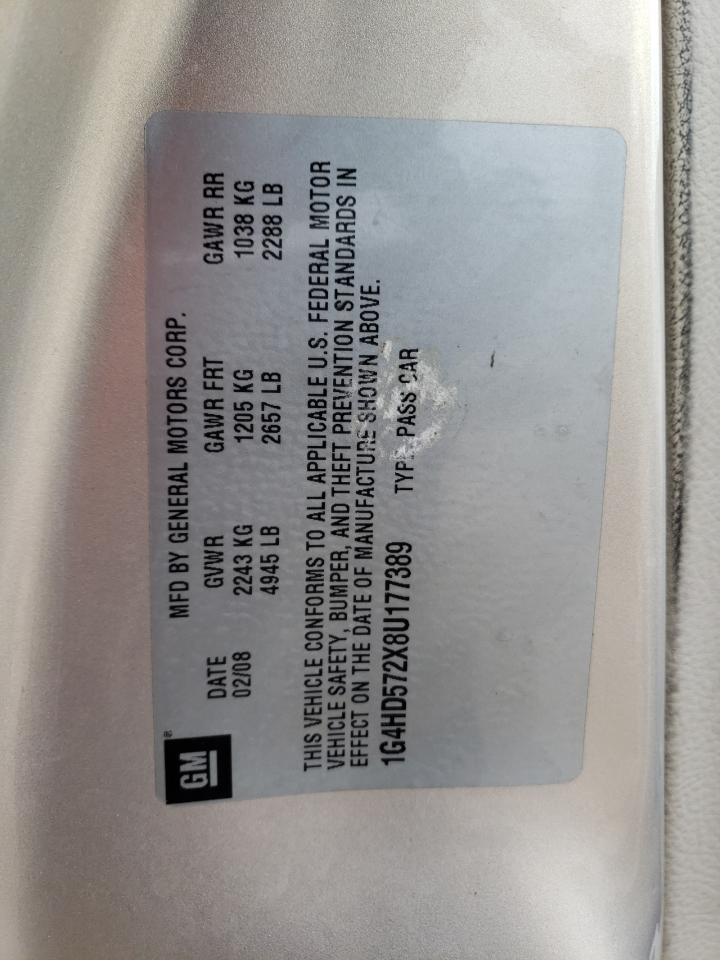 GM®
MFD BY GENERAL MOTORS CORP.
DATE GVWR GAWR FRT GAWR RR
02/08 2243 KG 1205 KG 1038 KG
4945 LB 2657 LB 2288 LB
THIS VEHICLE CONFORMS TO ALL APPLICABLE U.S. FEDERAL MOTOR
VEHICLE SAFETY, BUMPER, AND THEFT PREVENTION STANDARDS IN
EFFECT ON THE DATE OF MANUFACTURE SHOWN ABOVE.
1G4HD572X8U177389 TYPE PASS CAR